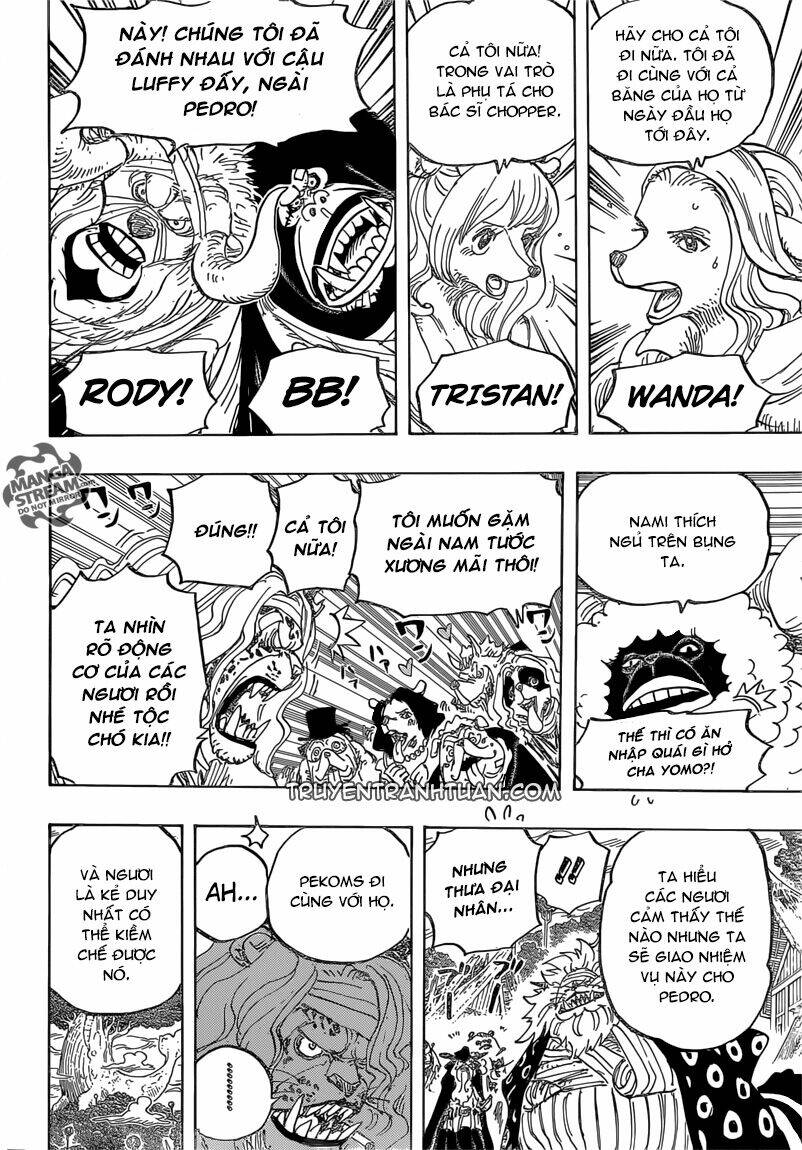 HÃY CHO CẢ TÔI
ĐI NỮA. TÔI ĐÃ
ĐI CÙNG VỚI CẢ
BĂNG CỦA HỌ TỪ
NGÀY ĐẦU HỌ
TỚI ĐÂY.
WANDA!
CẢ TÔI NỮA!
TRONG VAI TRÒ
LÀ PHỤ TÁ CHO
BÁC SĨ CHOPPER.
TRISTAN!
NÀY! CHÚNG TÔI ĐÃ
ĐÁNH NHAU VỚI CẬU
LUFFY ĐẤY, NGÀI
PEDRO!
BB!
RODY!
MANGA
STREAM.COM
DO NOT MIRROR
NAMI THÍCH
NGỦ TRÊN BỤNG
TA.
THẾ THÌ CÓ ĂN
NHẬP QUÁI GÌ HỞ
CHA YOMO?!
TÔI MUỐN GẶM
NGÀI NAM TƯỚC
XƯƠNG MÃI THÔI!
CẢ TÔI
NỮA!
ĐÚNG!!
ワン
ワン
ワン
TA NHÌN
RÕ ĐỘNG
CƠ CỦA CÁC
NGƯƠI RỒI
NHÉ TỘC
CHÓ KIA!!
TRUYENTRANHTUAN.COM
TA HIỂU
CÁC NGƯƠI
CẢM THẤY THẾ
NÀO NHƯNG TA
SẼ GIAO NHIỆM
VỤ NÀY CHO
PEDRO.
!!
NHƯNG
THƯA ĐẠI
NHÂN...
PEKOMS ĐI
CÙNG VỚI HỌ.
AH...
.........
VÀ NGƯƠI
LÀ KẺ DUY
NHẤT CÓ
THỂ KIỀM
CHẾ ĐƯỢC
NÓ.